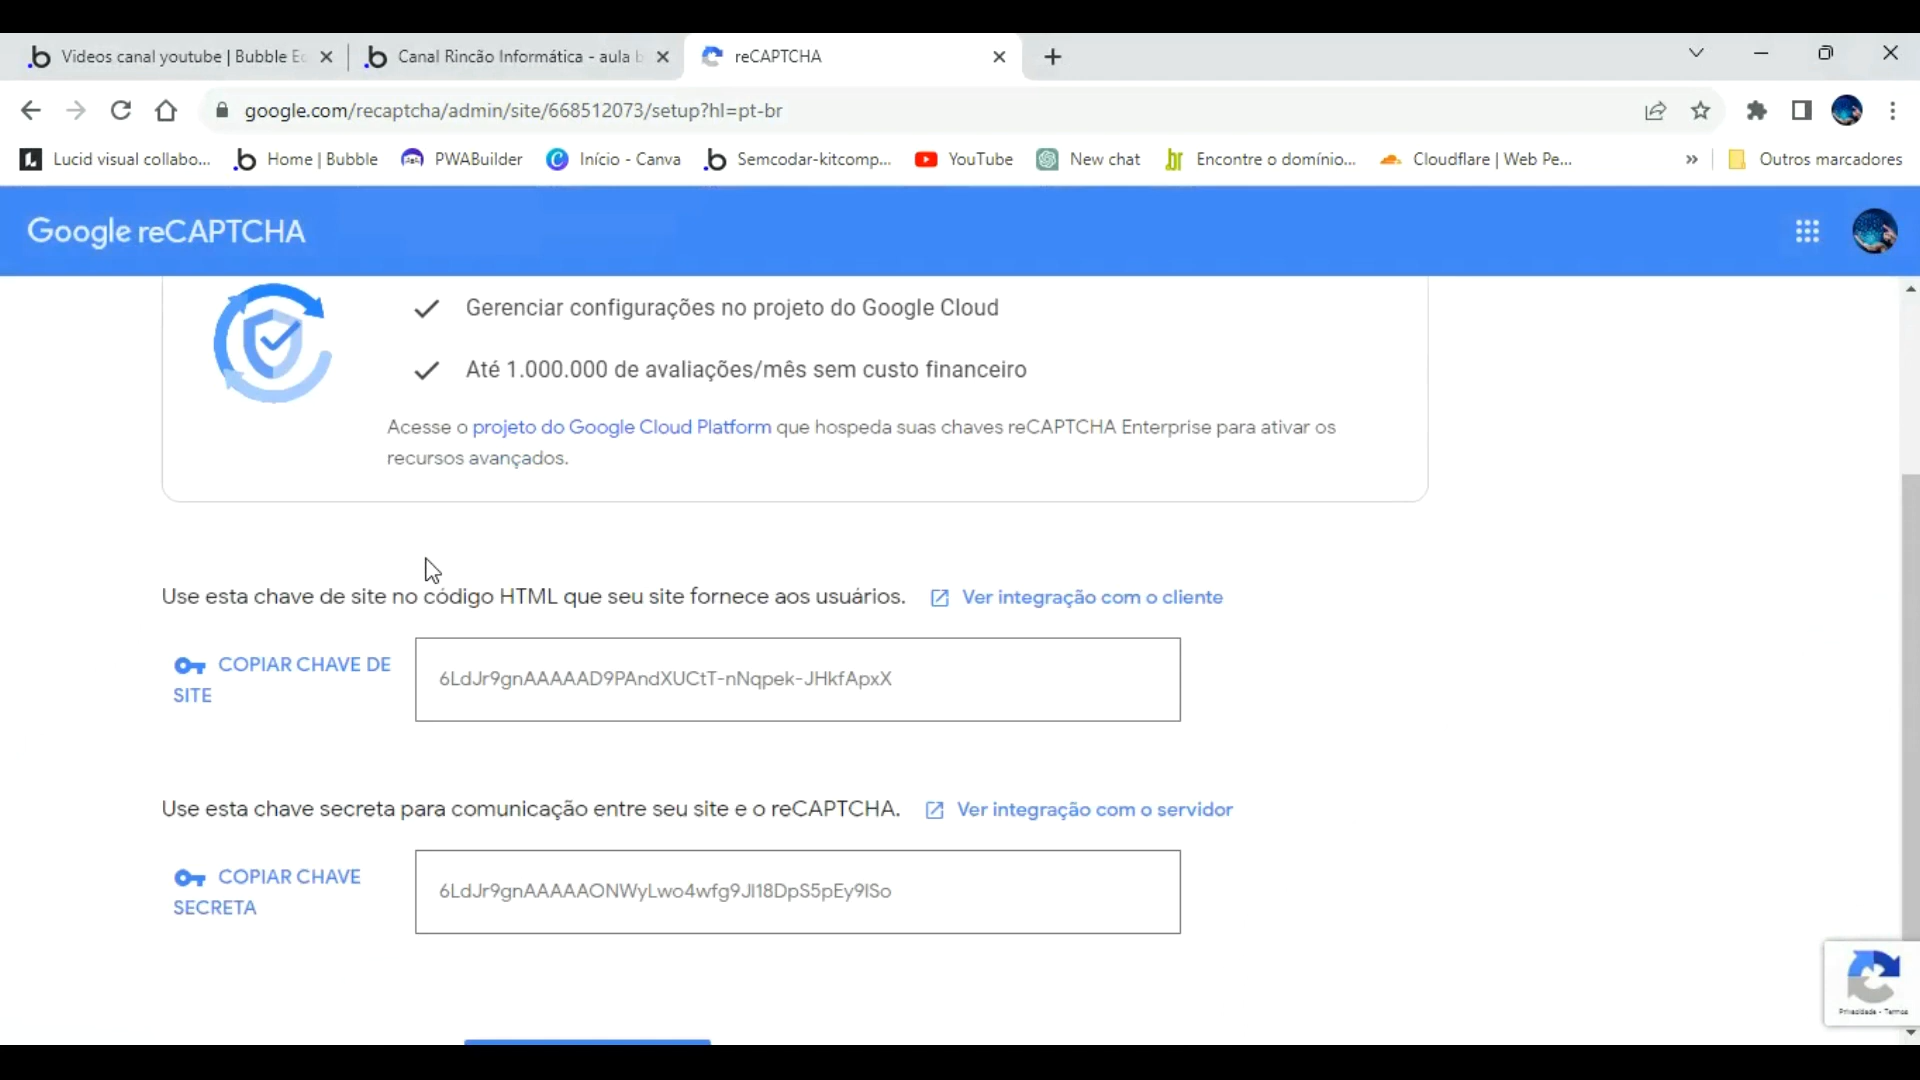 Videos canal youtube | Bubble Ed
Canal Rincão Informática - aula b
reCAPTCHA
google.com/recaptcha/admin/site/668512073/setup?hl=pt-br
Lucid visual collabo...
Home | Bubble
PWABuilder
Início - Canva
Semcodar-kitcomp...
YouTube
New chat
Encontre o domínio...
Cloudflare | Web Pe...
»
Outros marcadores
Google reCAPTCHA
Gerenciar configurações no projeto do Google Cloud
Até 1.000.000 de avaliações/mês sem custo financeiro
Acesse o projeto do Google Cloud Platform que hospeda suas chaves reCAPTCHA Enterprise para ativar os
recursos avançados.
Use esta chave de site no código HTML que seu site fornece aos usuários. Ver integração com o cliente
COPIAR CHAVE DE
SITE
6LdJr9gnAAAAAD9PAndXUCtT-nNqpek-JHkfApxX
Use esta chave secreta para comunicação entre seu site e o reCAPTCHA. Ver integração com o servidor
COPIAR CHAVE
SECRETA
6LdJr9gnAAAAAONWyLwo4wfg9JI18DpS5pEy9ISo
Privacidade - Termos